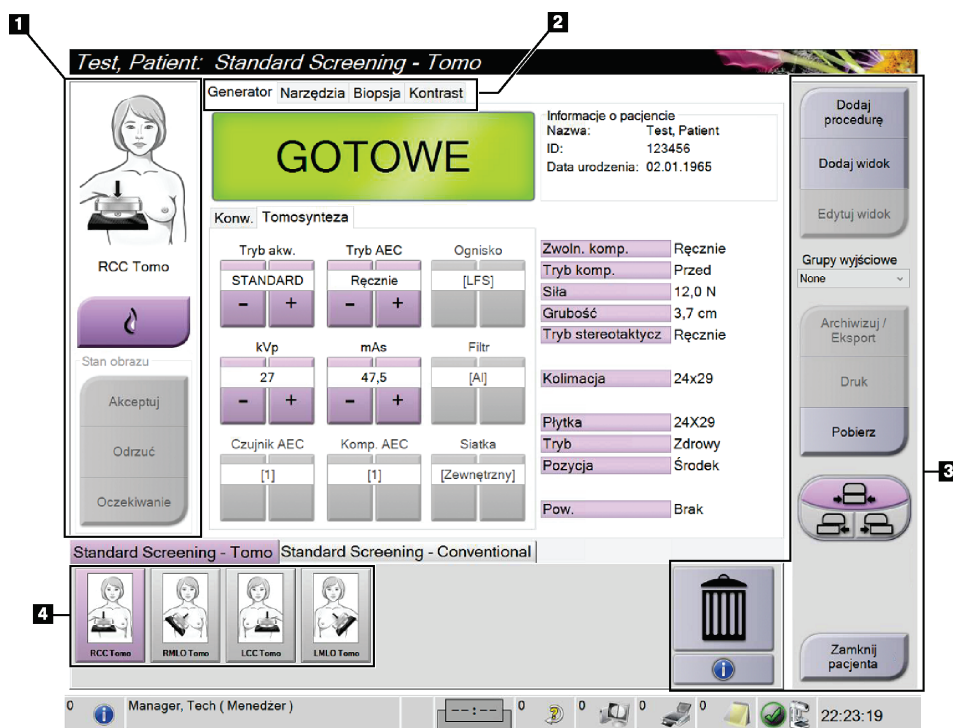 1
2
Test, Patient: Standard Screening - Tomo
Generator Narzędzia Biopsja Kontrast
RCC Tomo
Stan obrazu
Akceptuj
Odrzuć
Oczekiwanie
GOTOWE
Informacje o pacjencie
Nazwa: Test, Patient
ID: 123456
Data urodzenia: 02.01.1965
Konw. Tomosynteza
Tryb akw. Tryb AEC Ognisko
STANDARD Ręcznie [LFS]
- + - +
kVp mAs Filtr
27 47,5 [Al]
- + - +
Czujnik AEC Komp. AEC Siatka
[1] [1] [Zewnętrzny]
Zwoln. komp. Ręcznie
Tryb komp. Przed
Siła 12,0 N
Grubość 3,7 cm
Tryb stereotaktycz Ręcznie
Kolimacja 24x29
Płytka 24X29
Tryb Zdrowy
Pozycja Środek
Pow. Brak
Dodaj
procedurę
Dodaj widok
Edytuj widok
Grupy wyjściowe
None
Archiwizuj /
Eksport
Druk
Pobierz
3
Zamknij
pacjenta
Standard Screening - Tomo Standard Screening - Conventional
4
RCC Tomo RMLO Tomo LCC Tomo LMLO Tomo
i
0 i Manager, Tech ( Menedżer ) --:-- 0 ? 0 0 0 22:23:19